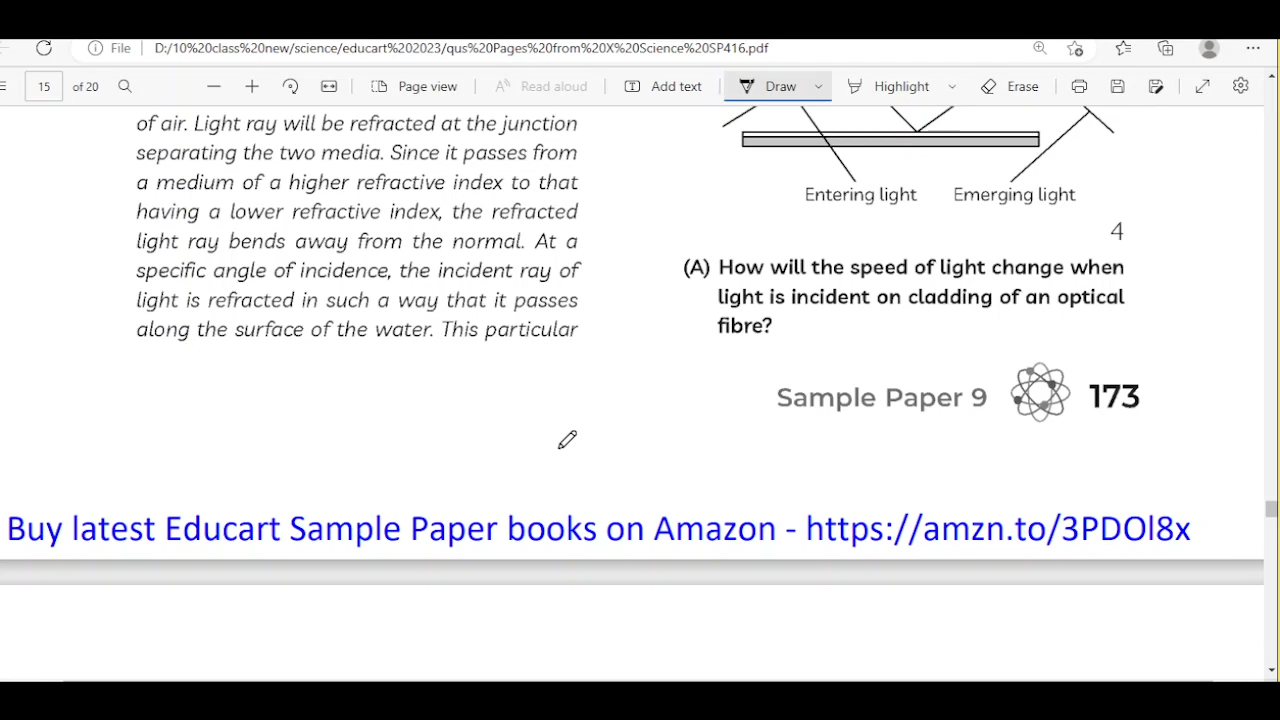 File
D:/10%20class%20new/science/educart%202023/qus%20Pages%20from%20X%20Science%20SP416.pdf
15 of 20
Page view
Read aloud
Add text
Draw
Highlight
Erase
of air. Light ray will be refracted at the junction
separating the two media. Since it passes from
a medium of a higher refractive index to that
having a lower refractive index, the refracted
light ray bends away from the normal. At a
specific angle of incidence, the incident ray of
light is refracted in such a way that it passes
along the surface of the water. This particular
Entering light Emerging light
4
(A) How will the speed of light change when
light is incident on cladding of an optical
fibre?
Sample Paper 9 173
Buy latest Educart Sample Paper books on Amazon - https://amzn.to/3PDOl8x